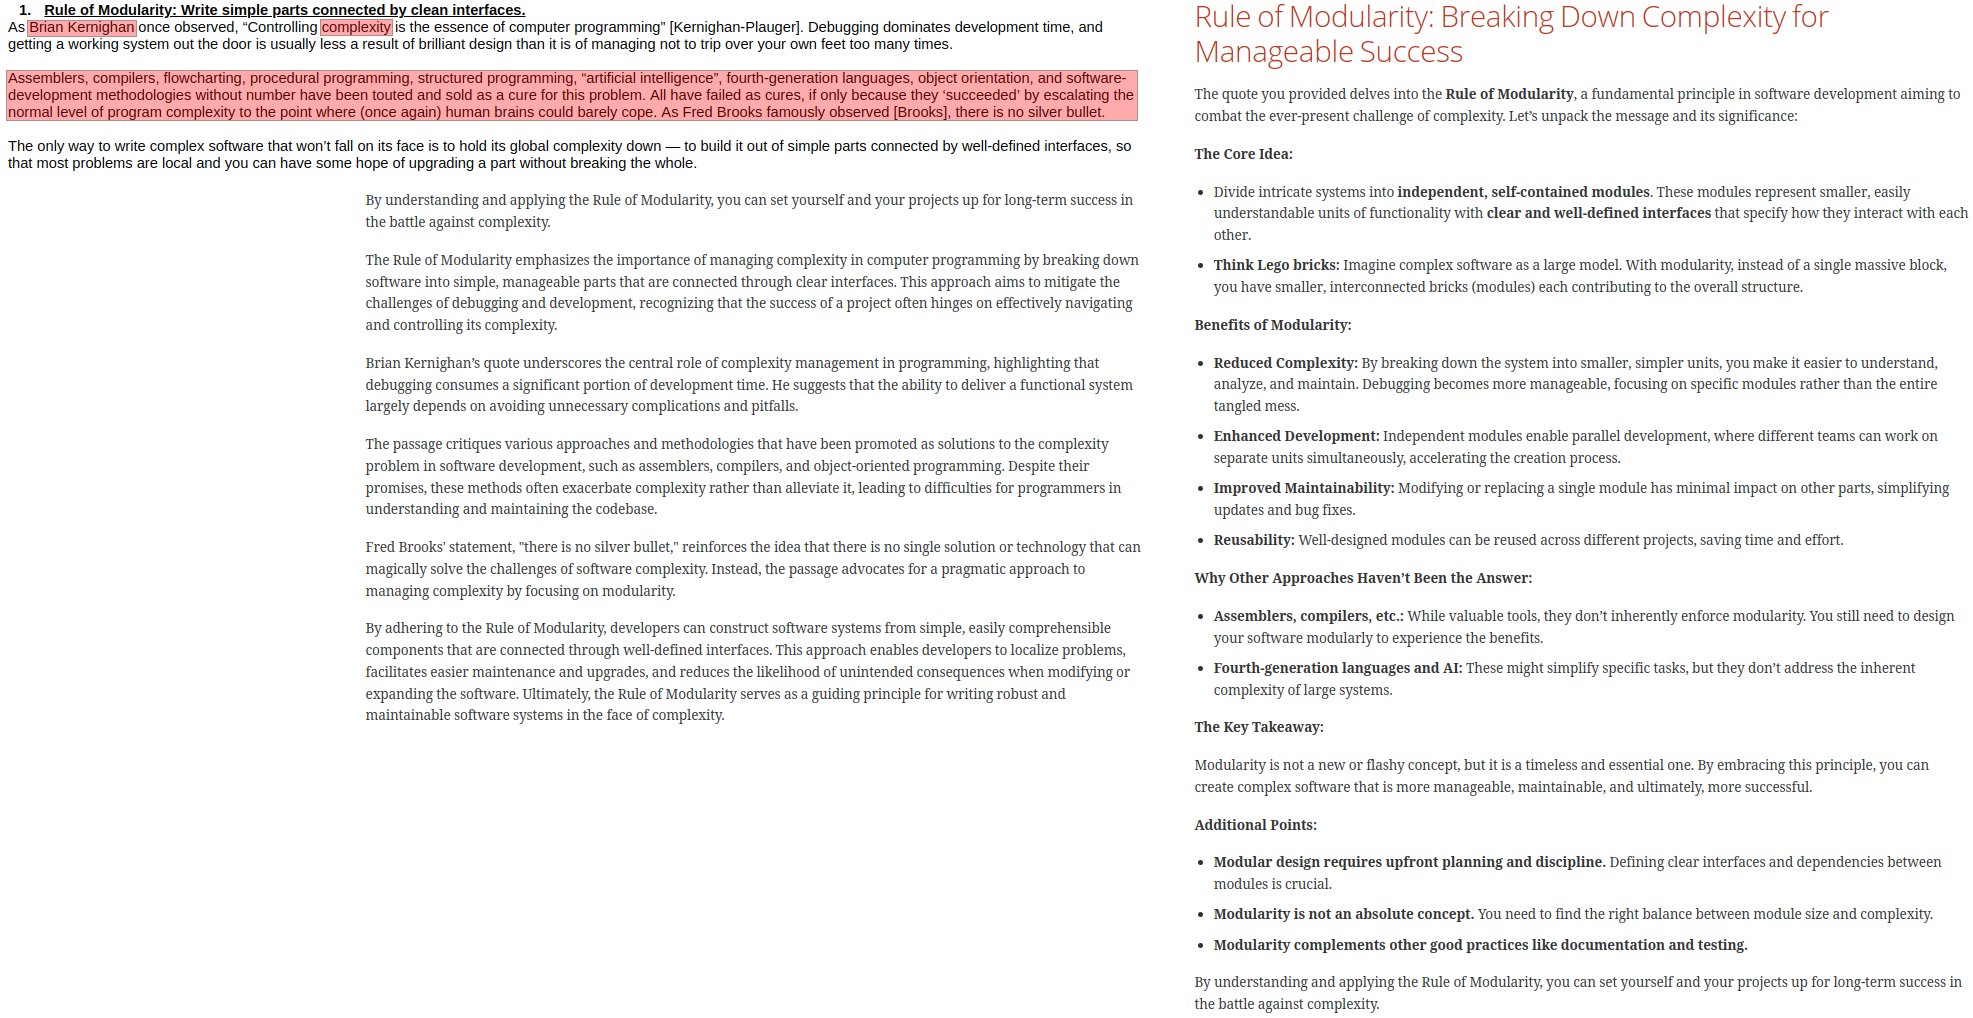 1. Rule of Modularity: Write simple parts connected by clean interfaces.
As Brian Kernighan once observed, “Controlling complexity is the essence of computer programming” [Kernighan-Plauger]. Debugging dominates development time, and
getting a working system out the door is usually less a result of brilliant design than it is of managing not to trip over your own feet too many times.
Assemblers, compilers, flowcharting, procedural programming, structured programming, “artificial intelligence”, fourth-generation languages, object orientation, and software-
development methodologies without number have been touted and sold as a cure for this problem. All have failed as cures, if only because they ‘succeeded’ by escalating the
normal level of program complexity to the point where (once again) human brains could barely cope. As Fred Brooks famously observed [Brooks], there is no silver bullet.
The only way to write complex software that won’t fall on its face is to hold its global complexity down — to build it out of simple parts connected by well-defined interfaces, so
that most problems are local and you can have some hope of upgrading a part without breaking the whole.
By understanding and applying the Rule of Modularity, you can set yourself and your projects up for long-term success in
the battle against complexity.
The Rule of Modularity emphasizes the importance of managing complexity in computer programming by breaking down
software into simple, manageable parts that are connected through clear interfaces. This approach aims to mitigate the
challenges of debugging and development, recognizing that the success of a project often hinges on effectively navigating
and controlling its complexity.
Brian Kernighan’s quote underscores the central role of complexity management in programming, highlighting that
debugging consumes a significant portion of development time. He suggests that the ability to deliver a functional system
largely depends on avoiding unnecessary complications and pitfalls.
The passage critiques various approaches and methodologies that have been promoted as solutions to the complexity
problem in software development, such as assemblers, compilers, and object-oriented programming. Despite their
promises, these methods often exacerbate complexity rather than alleviate it, leading to difficulties for programmers in
understanding and maintaining the codebase.
Fred Brooks' statement, "there is no silver bullet," reinforces the idea that there is no single solution or technology that can
magically solve the challenges of software complexity. Instead, the passage advocates for a pragmatic approach to
managing complexity by focusing on modularity.
By adhering to the Rule of Modularity, developers can construct software systems from simple, easily comprehensible
components that are connected through well-defined interfaces. This approach enables developers to localize problems,
facilitates easier maintenance and upgrades, and reduces the likelihood of unintended consequences when modifying or
expanding the software. Ultimately, the Rule of Modularity serves as a guiding principle for writing robust and
maintainable software systems in the face of complexity.
Rule of Modularity: Breaking Down Complexity for
Manageable Success
The quote you provided delves into the Rule of Modularity, a fundamental principle in software development aiming to
combat the ever-present challenge of complexity. Let’s unpack the message and its significance:
The Core Idea:
• Divide intricate systems into independent, self-contained modules. These modules represent smaller, easily
understandable units of functionality with clear and well-defined interfaces that specify how they interact with each
other.
• Think Lego bricks: Imagine complex software as a large model. With modularity, instead of a single massive block,
you have smaller, interconnected bricks (modules) each contributing to the overall structure.
Benefits of Modularity:
• Reduced Complexity: By breaking down the system into smaller, simpler units, you make it easier to understand,
analyze, and maintain. Debugging becomes more manageable, focusing on specific modules rather than the entire
tangled mess.
• Enhanced Development: Independent modules enable parallel development, where different teams can work on
separate units simultaneously, accelerating the creation process.
• Improved Maintainability: Modifying or replacing a single module has minimal impact on other parts, simplifying
updates and bug fixes.
• Reusability: Well-designed modules can be reused across different projects, saving time and effort.
Why Other Approaches Haven’t Been the Answer:
• Assemblers, compilers, etc.: While valuable tools, they don’t inherently enforce modularity. You still need to design
your software modularly to experience the benefits.
• Fourth-generation languages and AI: These might simplify specific tasks, but they don’t address the inherent
complexity of large systems.
The Key Takeaway:
Modularity is not a new or flashy concept, but it is a timeless and essential one. By embracing this principle, you can
create complex software that is more manageable, maintainable, and ultimately, more successful.
Additional Points:
• Modular design requires upfront planning and discipline. Defining clear interfaces and dependencies between
modules is crucial.
• Modularity is not an absolute concept. You need to find the right balance between module size and complexity.
• Modularity complements other good practices like documentation and testing.
By understanding and applying the Rule of Modularity, you can set yourself and your projects up for long-term success in
the battle against complexity.